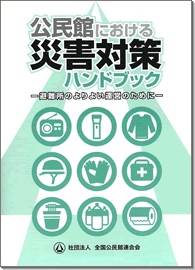 公民館における
災害対策
ハンドブック
―避難所のよりよい運営のために―
社団法人 全国公民館連合会